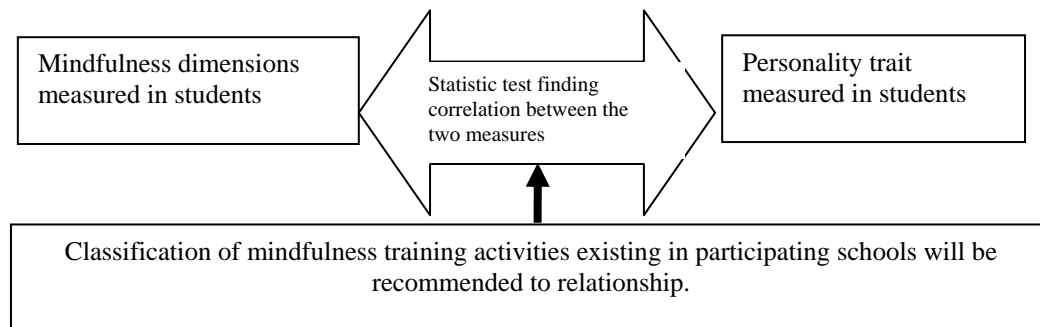 Mindfulness dimensions
measured in students
Statistic test finding
correlation between the
two measures
Personality trait
measured in students
Classification of mindfulness training activities existing in participating schools will be
recommended to relationship.